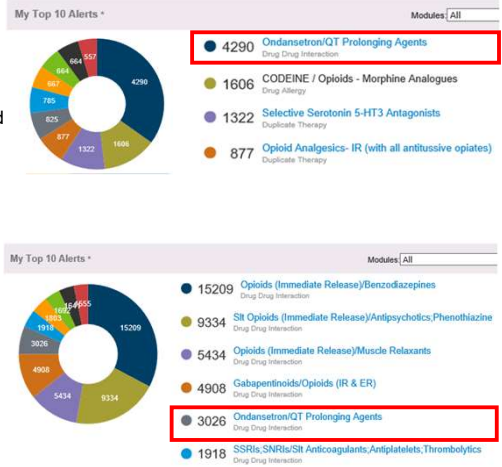 My Top 10 Alerts *
Modules: All
4290 Ondansetron/QT Prolonging Agents
Drug Drug Interaction
1606 CODEINE / Opioids - Morphine Analogues
Drug Allergy
1322 Selective Serotonin 5-HT3 Antagonists
Duplicate Therapy
877 Opioid Analgesics- IR (with all antitussive opiates)
Duplicate Therapy
557
664
664
667
785
825
877
1322
1606
4290
d
My Top 10 Alerts *
Modules: All
15209 Opioids (Immediate Release)/Benzodiazepines
Drug Drug Interaction
9334 Slt Opioids (Immediate Release)/Antipsychotics;Phenothiazine
Drug Drug Interaction
5434 Opioids (Immediate Release)/Muscle Relaxants
Drug Drug Interaction
4908 Gabapentinoids/Opioids (IR & ER)
Drug Drug Interaction
3026 Ondansetron/QT Prolonging Agents
Drug Drug Interaction
1918 SSRIs;SNRIs/Slt Anticoagulants;Antiplatelets;Thrombolytics
Drug Drug Interaction
1803
1918
3026
4908
5434
9334
15209